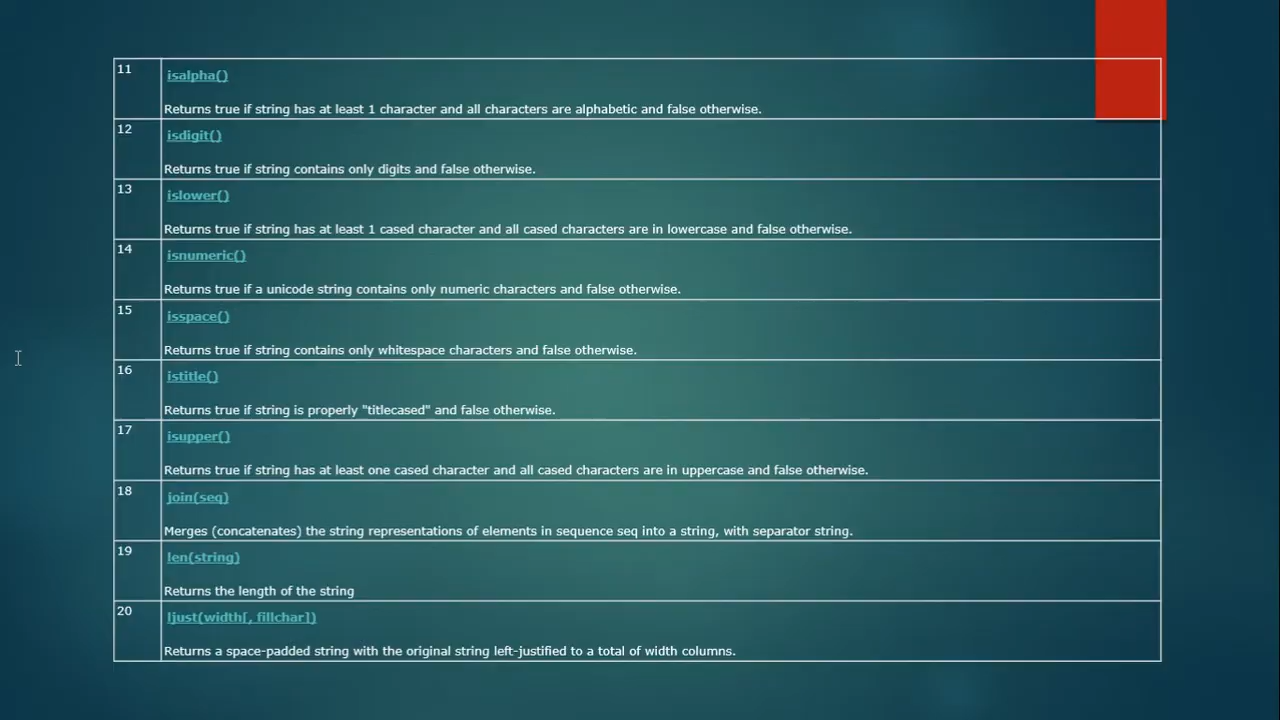 11
isalpha()
Returns true if string has at least 1 character and all characters are alphabetic and false otherwise.
12
isdigit()
Returns true if string contains only digits and false otherwise.
13
islower()
Returns true if string has at least 1 cased character and all cased characters are in lowercase and false otherwise.
14
isnumeric()
Returns true if a unicode string contains only numeric characters and false otherwise.
15
isspace()
Returns true if string contains only whitespace characters and false otherwise.
16
istitle()
Returns true if string is properly "titlecased" and false otherwise.
17
isupper()
Returns true if string has at least one cased character and all cased characters are in uppercase and false otherwise.
18
join(seq)
Merges (concatenates) the string representations of elements in sequence seq into a string, with separator string.
19
len(string)
Returns the length of the string
20
ljust(width[, fillchar])
Returns a space-padded string with the original string left-justified to a total of width columns.